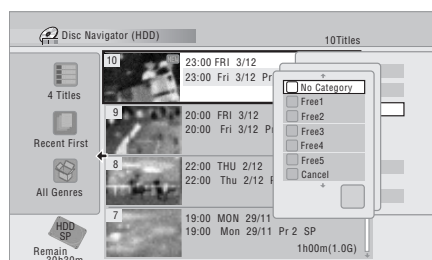 Disc Navigator (HDD)
10Titles
4 Titles
Recent First
All Genres
HDD
SP
Remain
30h30m
10
23:00 FRI 3/12
23:00 Fri 3/12 Pr
9
20:00 FRI 3/12
20:00 Fri 3/12 P
8
22:00 THU 2/12
22:00 Thu 2/12
7
19:00 MON 29/11
19:00 Mon 29/11 Pr 2 SP
1h00m(1.0G)
No Category
Free1
Free2
Free3
Free4
Free5
Cancel